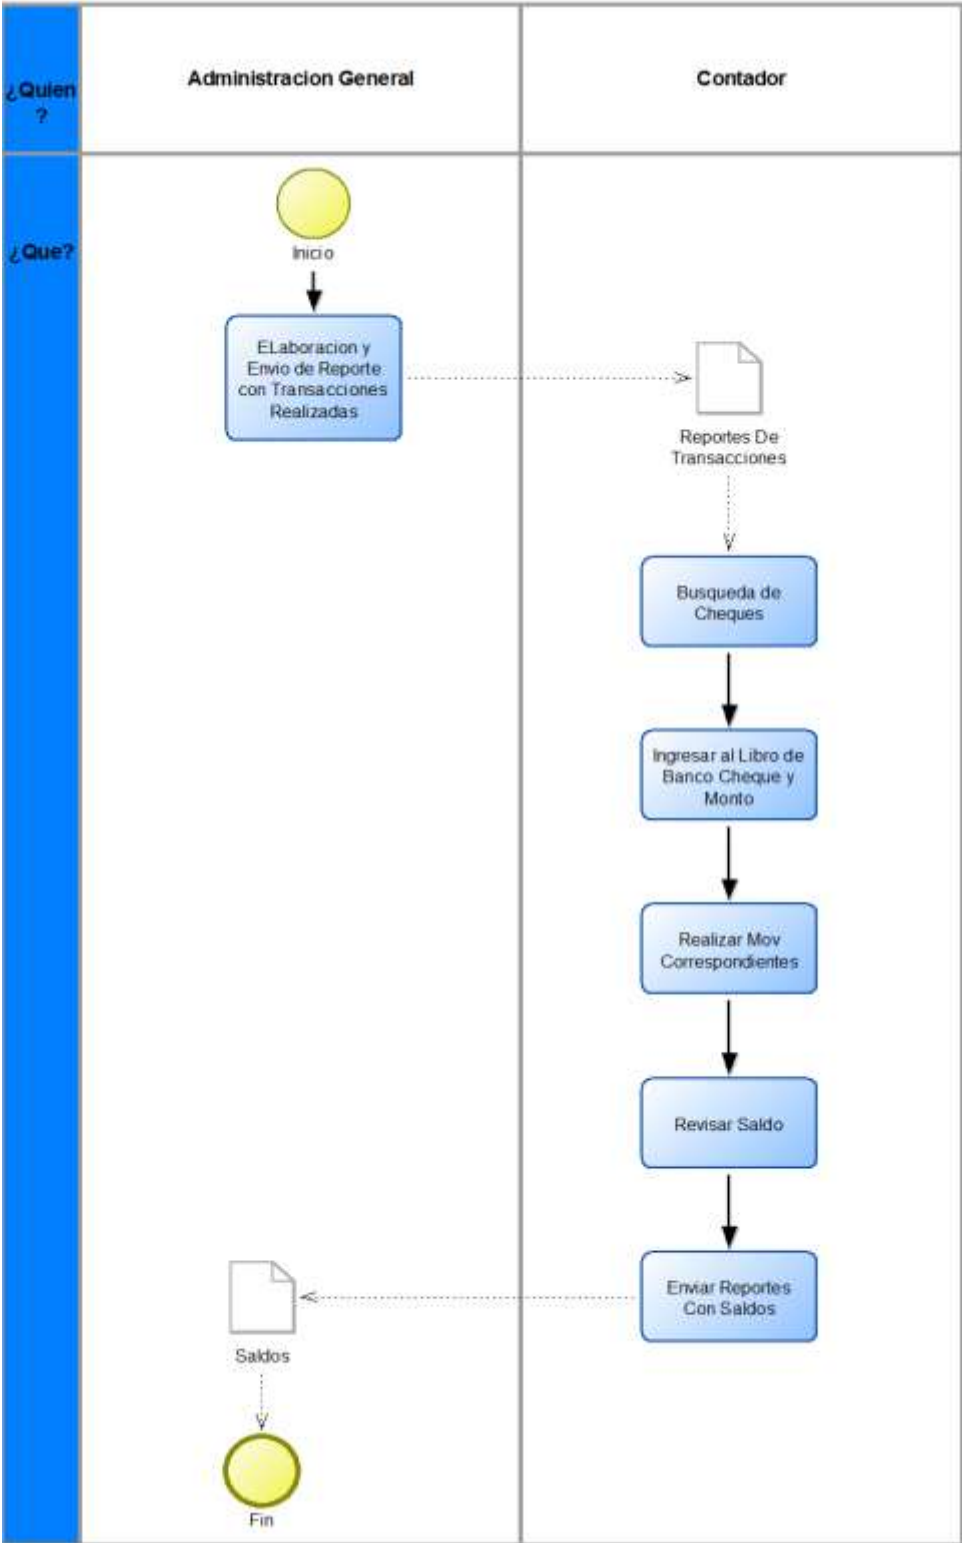 ¿Quien
?
Administracion General
Contador
¿Que?
Inicio
ELaboracion y
Envio de Reporte
con Transacciones
Realizadas
Reportes De
Transacciones
Busqueda de
Cheques
Ingresar al Libro de
Banco Cheque y
Monto
Realizar Mov
Correspondientes
Revisar Saldo
Enviar Reportes
Con Saldos
Saldos
Fin